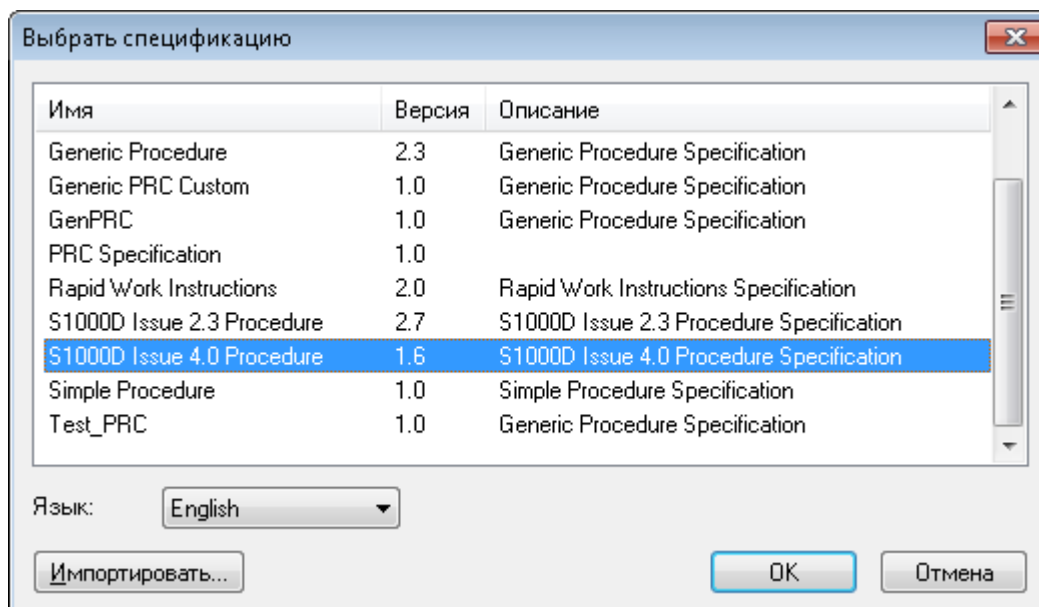 Выбрать спецификацию
Имя Версия Описание
Generic Procedure 2.3 Generic Procedure Specification
Generic PRC Custom 1.0 Generic Procedure Specification
GenPRC 1.0 Generic Procedure Specification
PRC Specification 1.0
Rapid Work Instructions 2.0 Rapid Work Instructions Specification
S1000D Issue 2.3 Procedure 2.7 S1000D Issue 2.3 Procedure Specification
S1000D Issue 4.0 Procedure 1.6 S1000D Issue 4.0 Procedure Specification
Simple Procedure 1.0 Simple Procedure Specification
Test_PRC 1.0 Generic Procedure Specification
Язык: English
Импортировать... OK Отмена